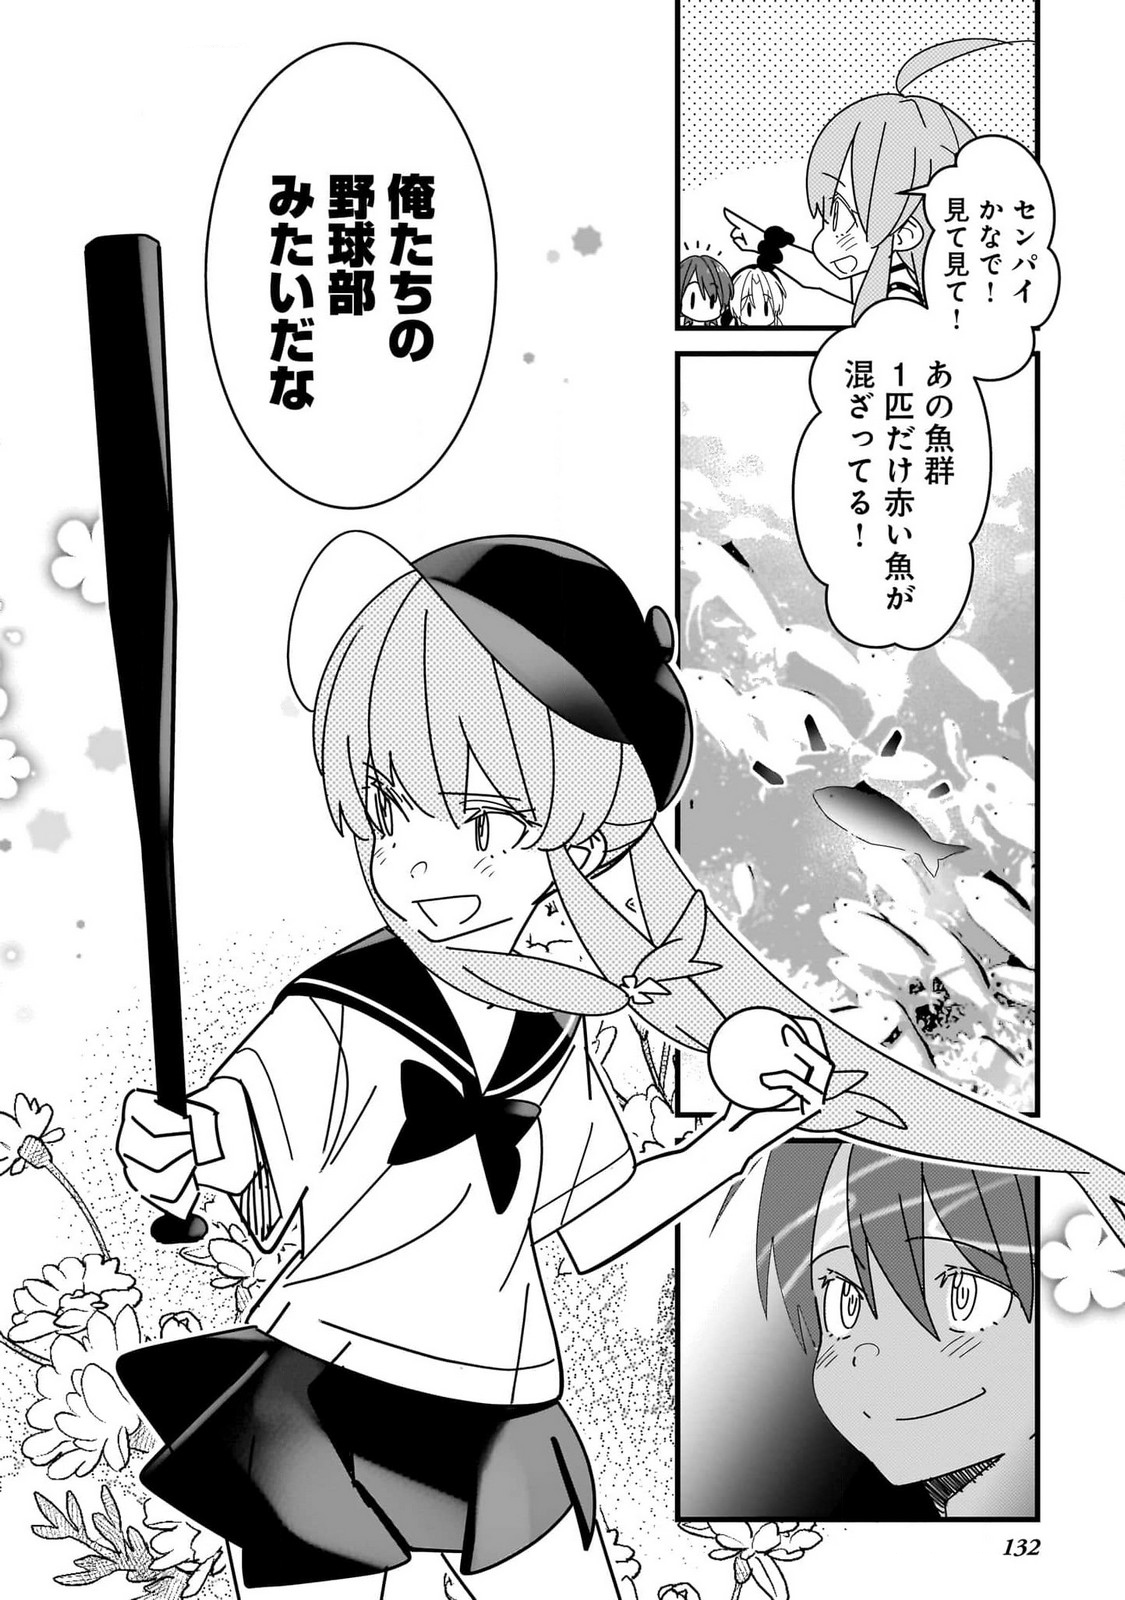 センパイ
かなで！
見て見て！
あの魚群
1匹だけ赤い魚が
混ざってる！
俺たちの
野球部
みたいだな
132